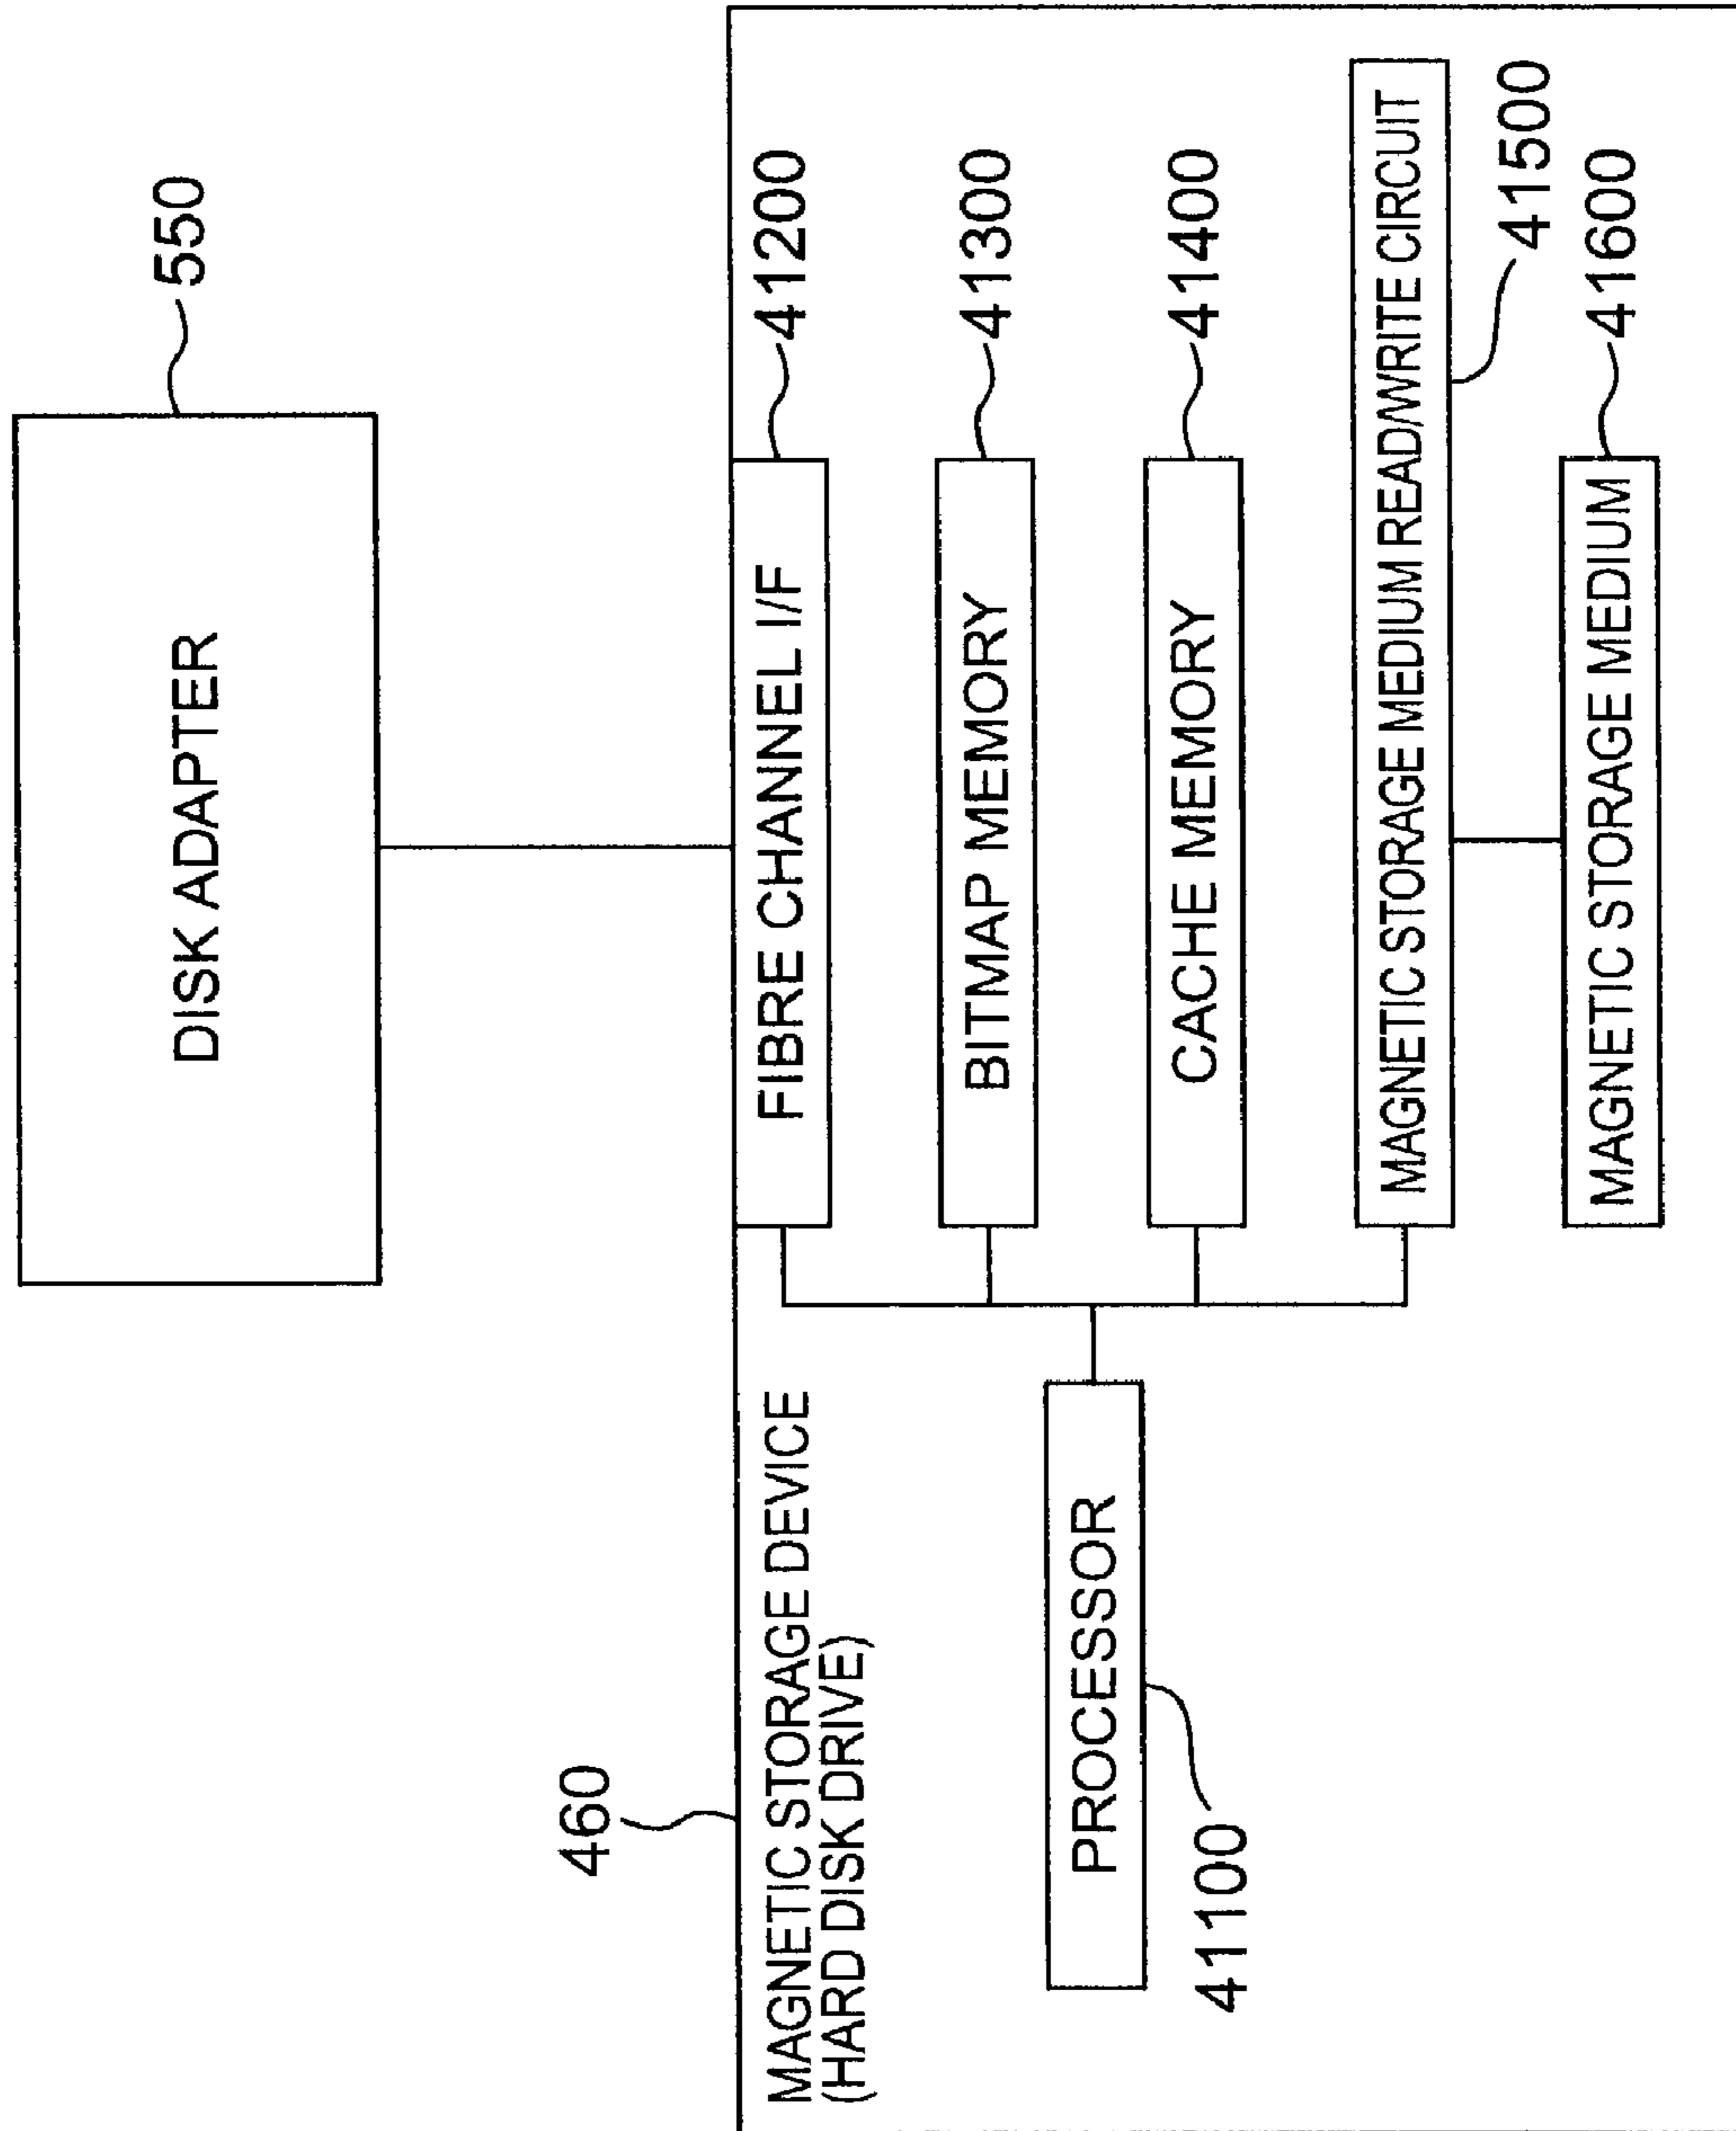 DISK ADAPTER
550
460
MAGNETIC STORAGE DEVICE
(HARD DISK DRIVE)
FIBRE CHANNEL I/F
41200
BITMAP MEMORY
41300
PROCESSOR
41100
CACHE MEMORY
41400
MAGNETIC STORAGE MEDIUM READ/WRITE CIRCUIT
41500
MAGNETIC STORAGE MEDIUM
41600